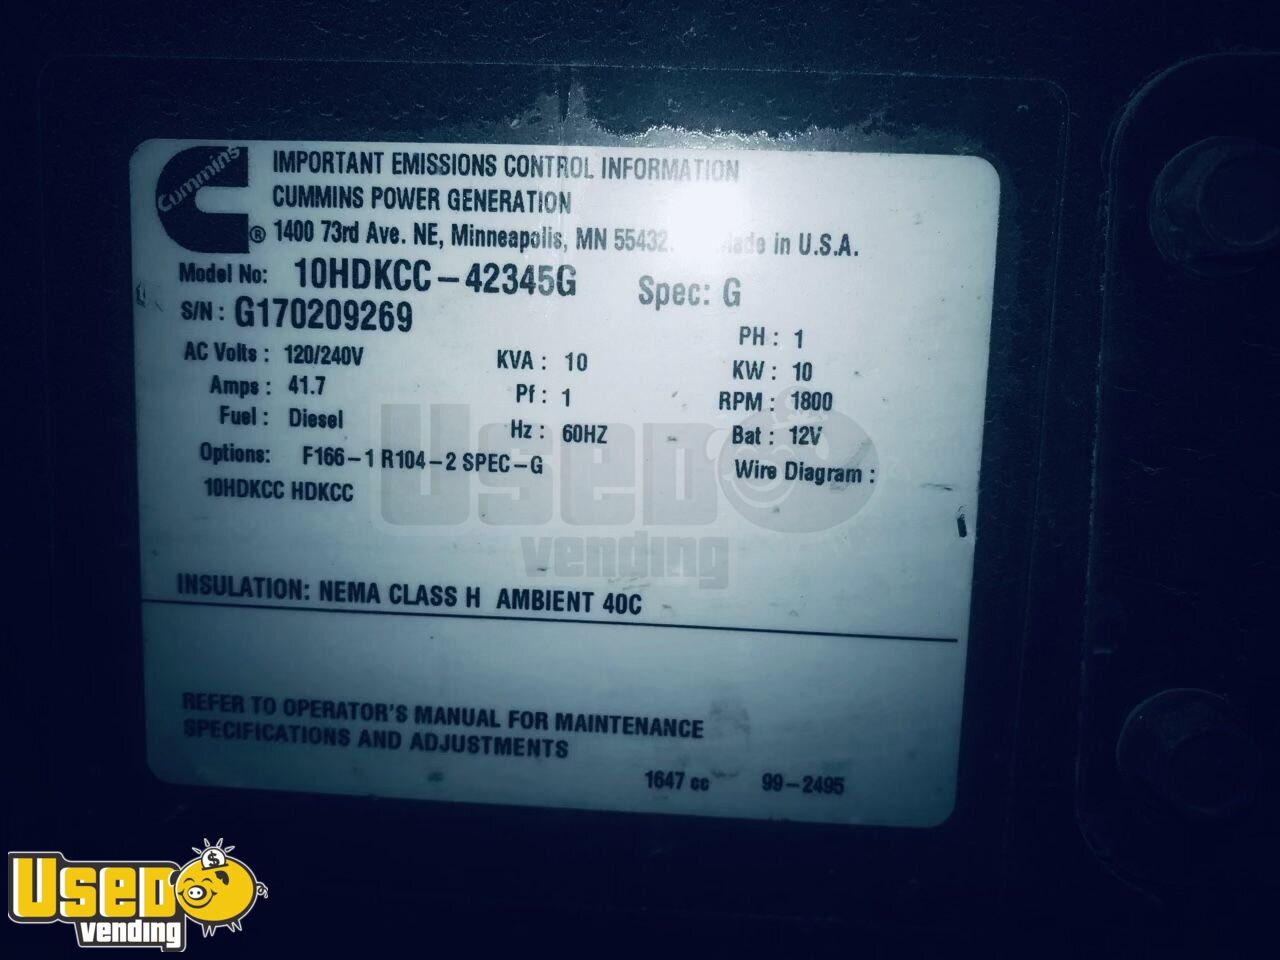 Cummins
®
IMPORTANT EMISSIONS CONTROL INFORMATION
CUMMINS POWER GENERATION
1400 73rd Ave. NE, Minneapolis, MN 55432. Made in U.S.A.
Model No: 10HDKCC-42345G Spec: G
S/N: G170209269
PH: 1
AC Volts: 120/240V KVA: 10 KW: 10
Amps: 41.7 Pf: 1 RPM: 1800
Fuel: Diesel Hz: 60HZ Bat: 12V
Options: F166-1 R104-2 SPEC-G Wire Diagram:
10HDKCC HDKCC
USED
vending
INSULATION: NEMA CLASS H AMBIENT 40C
REFER TO OPERATOR'S MANUAL FOR MAINTENANCE
SPECIFICATIONS AND ADJUSTMENTS
1647 cc 99-2495
$
USED
vending